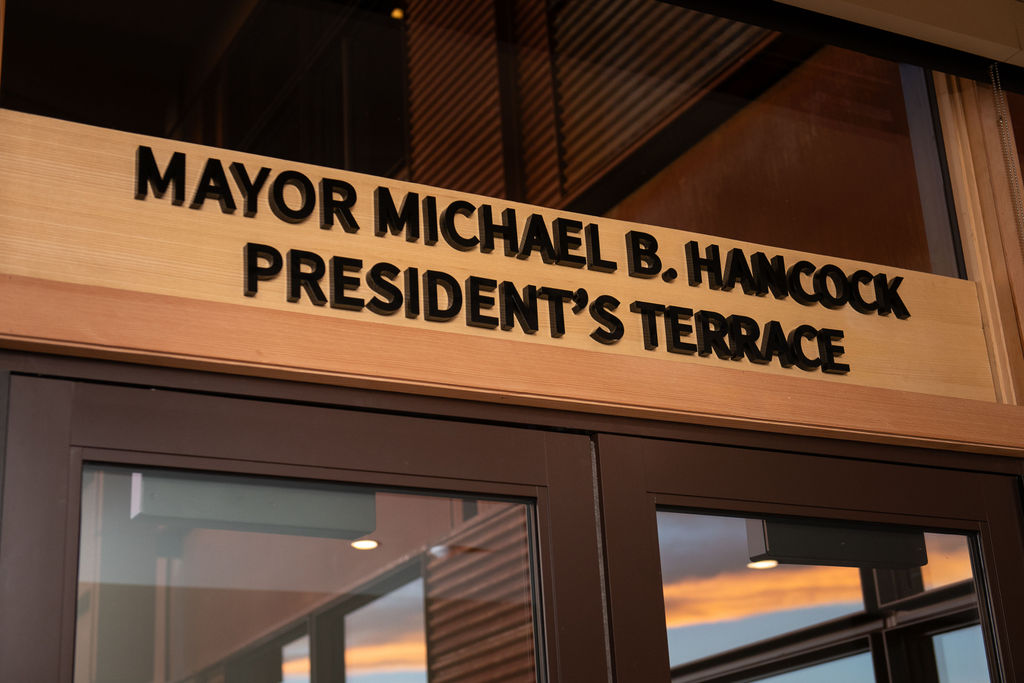 MAYOR MICHAEL B. HANCOCK
PRESIDENT’S TERRACE